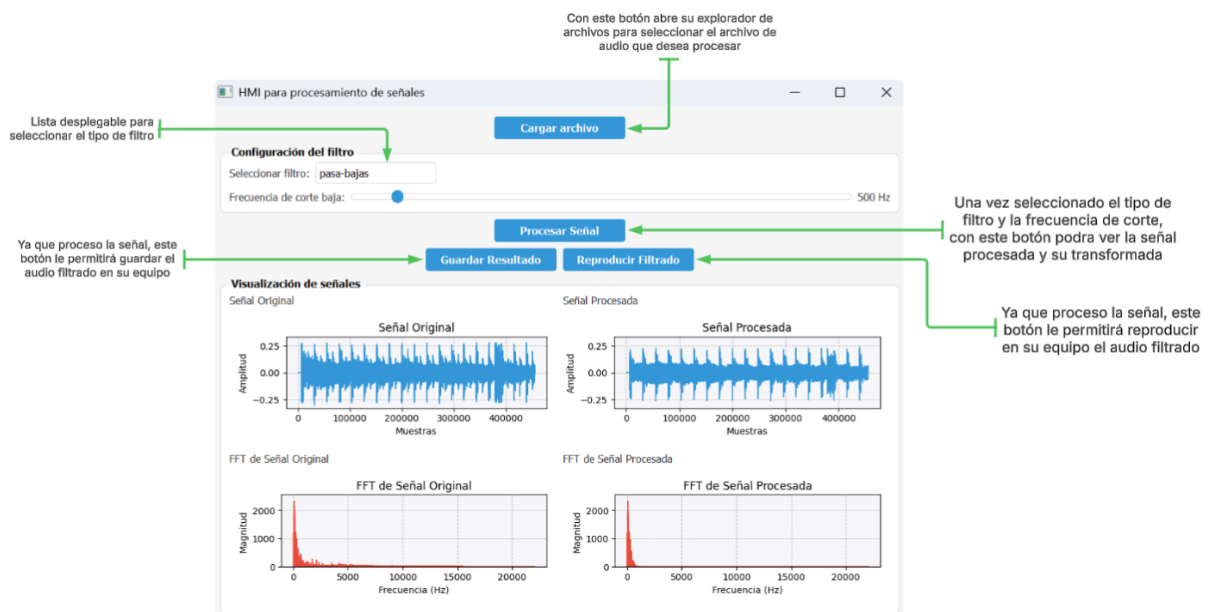 Con este botón abre su explorador de
archivos para seleccionar el archivo de
audio que desea procesar
HMI para procesamiento de señales
Lista desplegable para
seleccionar el tipo de filtro
Cargar archivo
Configuración del filtro
Seleccionar filtro: pasa-bajas
Frecuencia de corte baja: 500 Hz
Una vez seleccionado el tipo de
filtro y la frecuencia de corte,
con este botón podra ver la señal
procesada y su transformada
Procesar Señal
Ya que proceso la señal, este
botón le permitirá guardar el
audio filtrado en su equipo
Guardar Resultado Reproducir Filtrado
Ya que proceso la señal, este
botón le permitirá reproducir
en su equipo el audio filtrado
Visualización de señales
Señal Original
Señal Procesada
Señal Original
Amplitud
0.25
0.00
−0.25
0 100000 200000 300000 400000
Muestras
Señal Procesada
Amplitud
0.25
0.00
−0.25
0 100000 200000 300000 400000
Muestras
FFT de Señal Original
FFT de Señal Procesada
FFT de Señal Original
Magnitud
2000
1000
0
0 5000 10000 15000 20000
Frecuencia (Hz)
FFT de Señal Procesada
Magnitud
2000
1000
0
0 5000 10000 15000 20000
Frecuencia (Hz)